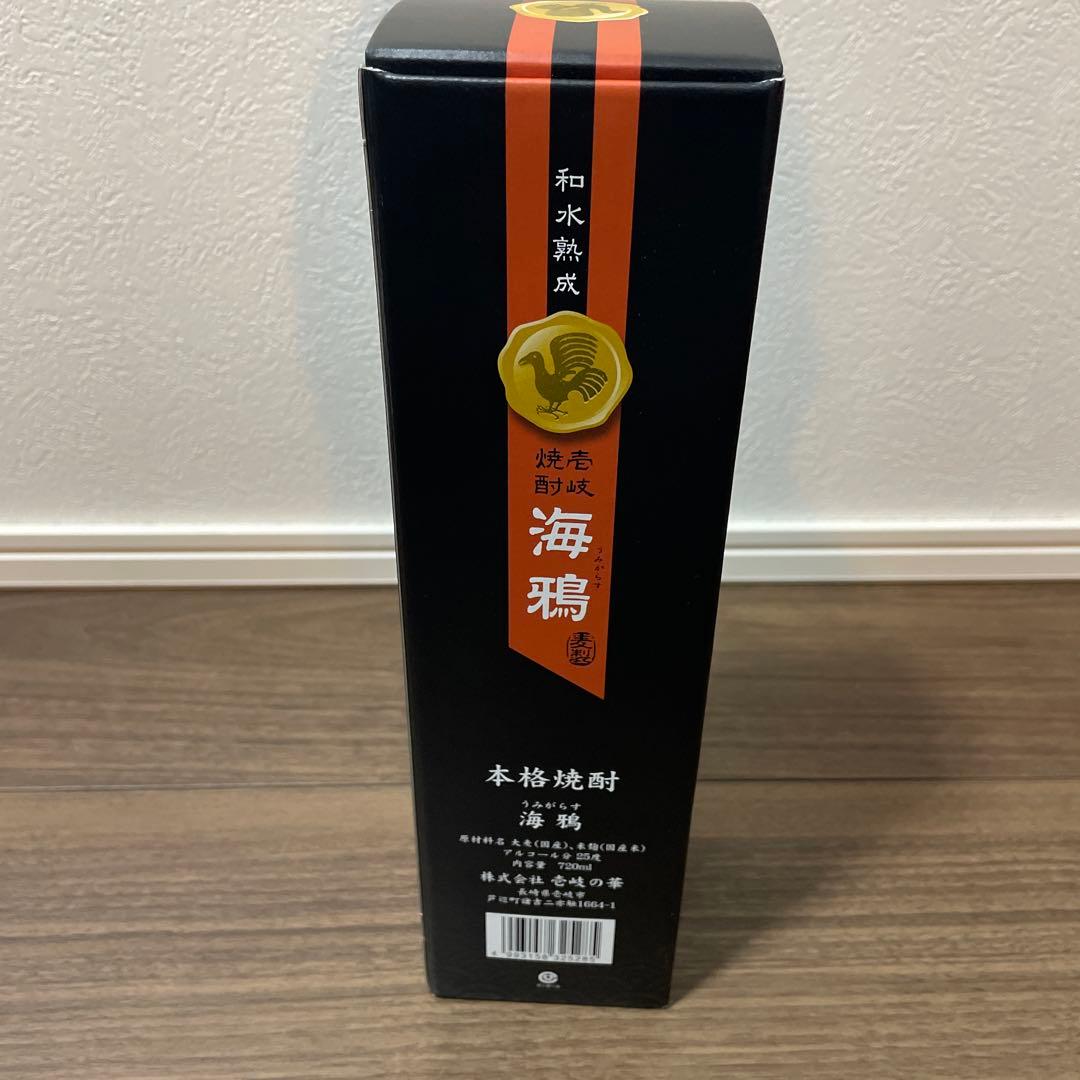 和水熟成
壱岐
焼酎
海鴉
うみがらす
麦製
本格焼酎
うみがらす
海鴉
原材料名 大麦(国産)、米麹(国産米)
アルコール分 25度
内容量 720ml
株式会社 壱岐の華
長崎県壱岐市
芦辺町諸吉二亦触1664-1
4 993158 325285